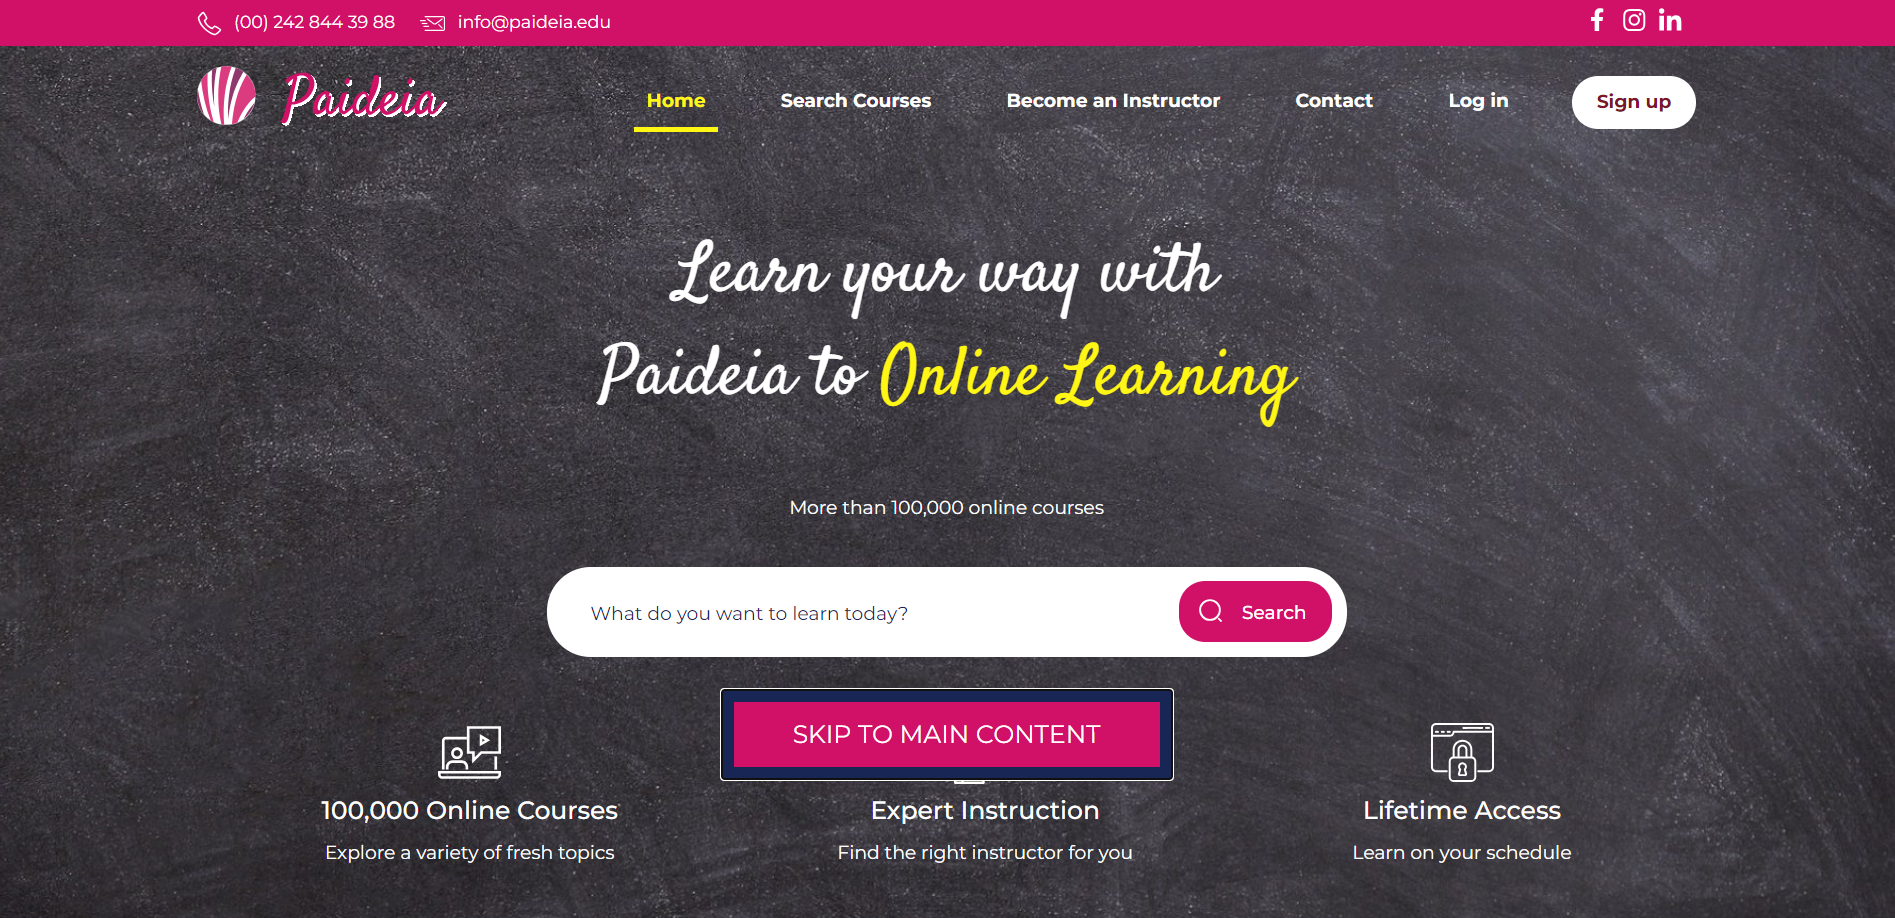 (00) 242 844 39 88 info@paideia.edu
Paideia Home Search Courses Become an Instructor Contact Log in Sign up
Learn your way with
Paideia to Online Learning
More than 100,000 online courses
What do you want to learn today? Search
SKIP TO MAIN CONTENT
100,000 Online Courses
Explore a variety of fresh topics
Expert Instruction
Find the right instructor for you
Lifetime Access
Learn on your schedule